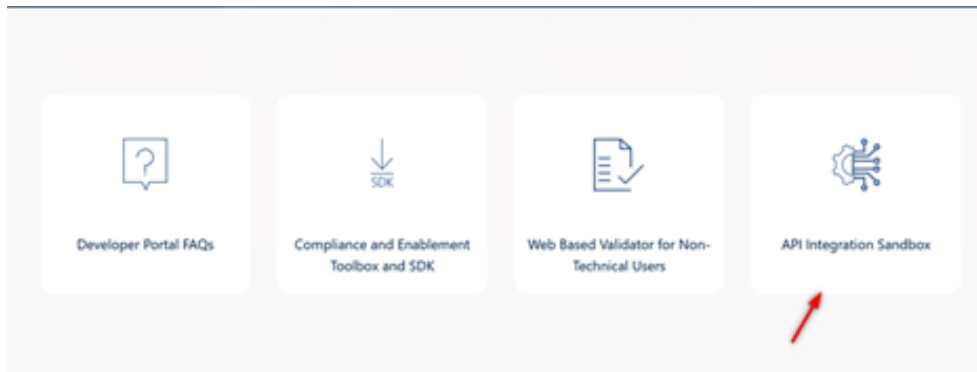 SDK
Developer Portal FAQs
Compliance and Enablement
Toolbox and SDK
Web Based Validator for Non-
Technical Users
API Integration Sandbox